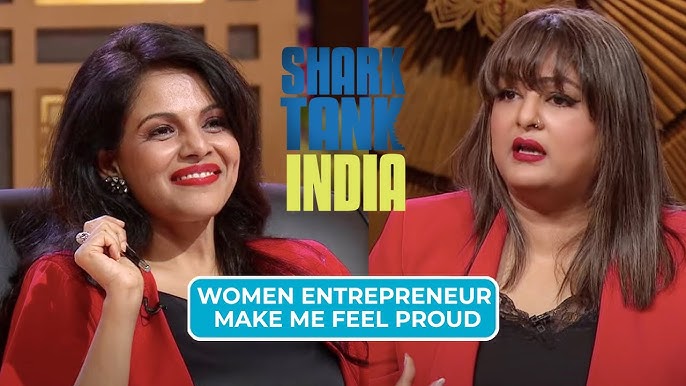 SHARK
TANK
INDIA
WOMEN ENTREPRENEUR
MAKE ME FEEL PROUD